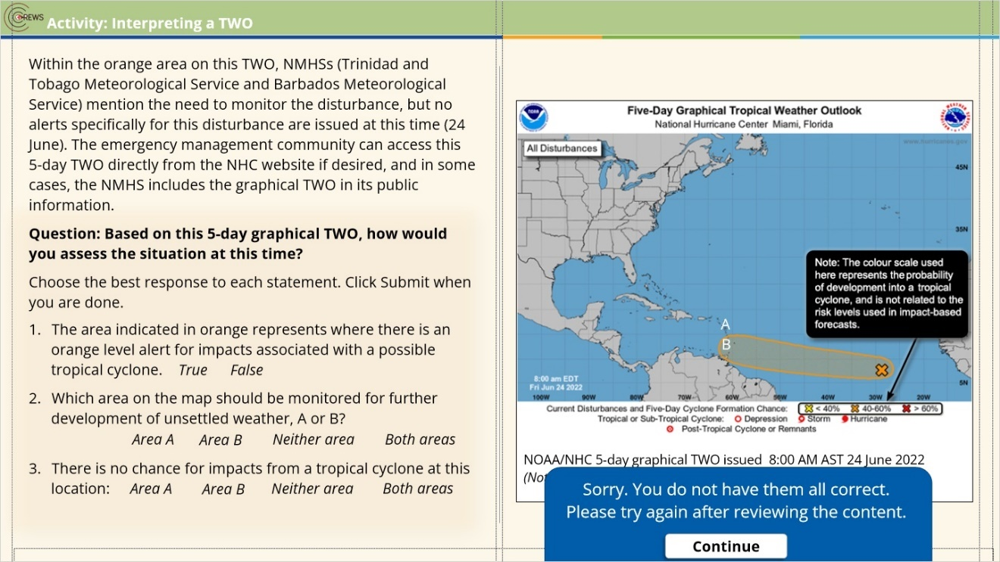 CREWS
Activity: Interpreting a TWO
Within the orange area on this TWO, NMHSs (Trinidad and
Tobago Meteorological Service and Barbados Meteorological
Service) mention the need to monitor the disturbance, but no
alerts specifically for this disturbance are issued at this time (24
June). The emergency management community can access this
5-day TWO directly from the NHC website if desired, and in some
cases, the NMHS includes the graphical TWO in its public
information.
Question: Based on this 5-day graphical TWO, how would
you assess the situation at this time?
Choose the best response to each statement. Click Submit when
you are done.
1. The area indicated in orange represents where there is an
orange level alert for impacts associated with a possible
tropical cyclone. True False
2. Which area on the map should be monitored for further
development of unsettled weather, A or B?
Area A Area B Neither area Both areas
3. There is no chance for impacts from a tropical cyclone at this
location: Area A Area B Neither area Both areas
Five-Day Graphical Tropical Weather Outlook
National Hurricane Center Miami, Florida
NOAA
All Disturbances
www.hurricanes.gov
45N
35N
Note: The colour scale used
here represents the probability
of development into a tropical
cyclone, and is not related to the
risk levels used in impact-based
forecasts.
A
B
8:00 am EDT
Fri Jun 24 2022
5N
100W 90W 80W 70W 60W 40W 30W 20W
Current Disturbances and Five-Day Cyclone Formation Chance: < 40% 40-60% > 60%
Tropical or Sub-Tropical Cyclone: Depression Storm Hurricane
Post-Tropical Cyclone or Remnants
NOAA/NHC 5-day graphical TWO issued 8:00 AM AST 24 June 2022
(Not
Sorry. You do not have them all correct.
Please try again after reviewing the content.
Continue